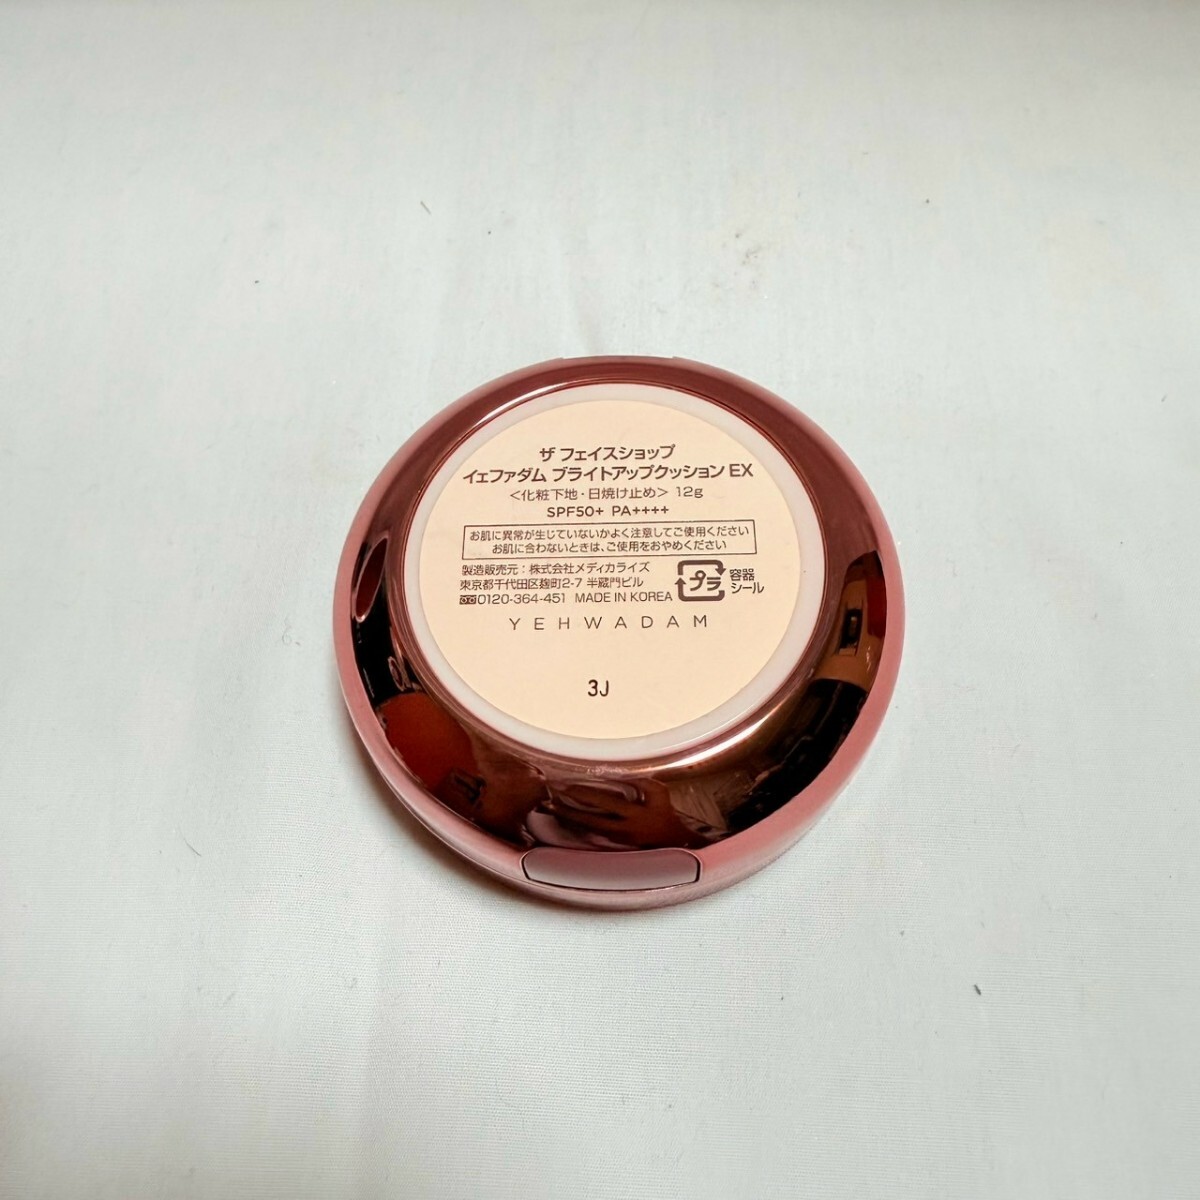 ザ フェイスショップ
イェファダム ブライトアップクッション EX
<化粧下地・日焼け止め> 12g
SPF50+ PA++++
お肌に異常が生じていないかよく注意してご使用ください
お肌に合わないときは、ご使用をおやめください
製造販売元：株式会社メディカライズ
東京都千代田区麹町2-7 半蔵門ビル
0120-364-451 MADE IN KOREA
プラ
容器
シール
YEHWADAM
3J